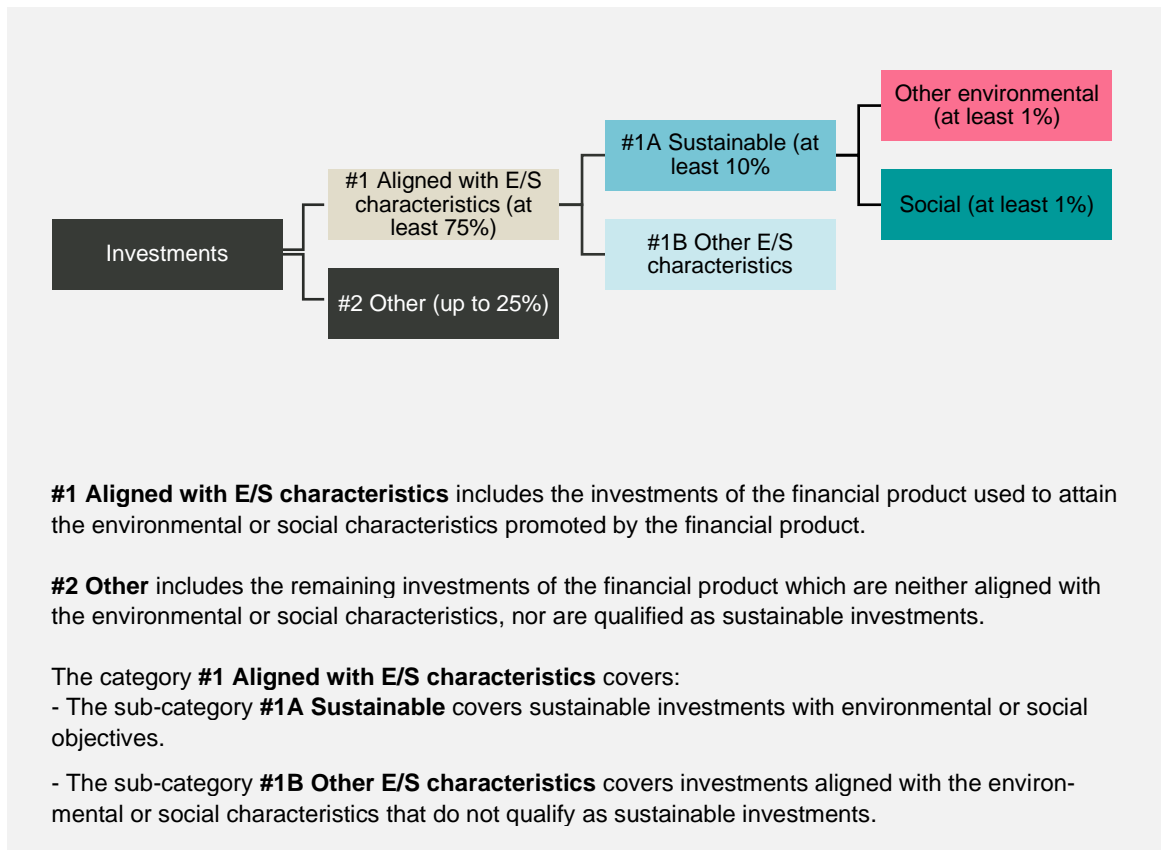 Other environmental
(at least 1%)
#1A Sustainable (at
least 10%
#1 Aligned with E/S
characteristics (at
least 75%)
Social (at least 1%)
Investments
#1B Other E/S
characteristics
#2 Other (up to 25%)
#1 Aligned with E/S characteristics includes the investments of the financial product used to attain
the environmental or social characteristics promoted by the financial product.
#2 Other includes the remaining investments of the financial product which are neither aligned with
the environmental or social characteristics, nor are qualified as sustainable investments.
The category #1 Aligned with E/S characteristics covers:
- The sub-category #1A Sustainable covers sustainable investments with environmental or social
objectives.
- The sub-category #1B Other E/S characteristics covers investments aligned with the environ-
mental or social characteristics that do not qualify as sustainable investments.